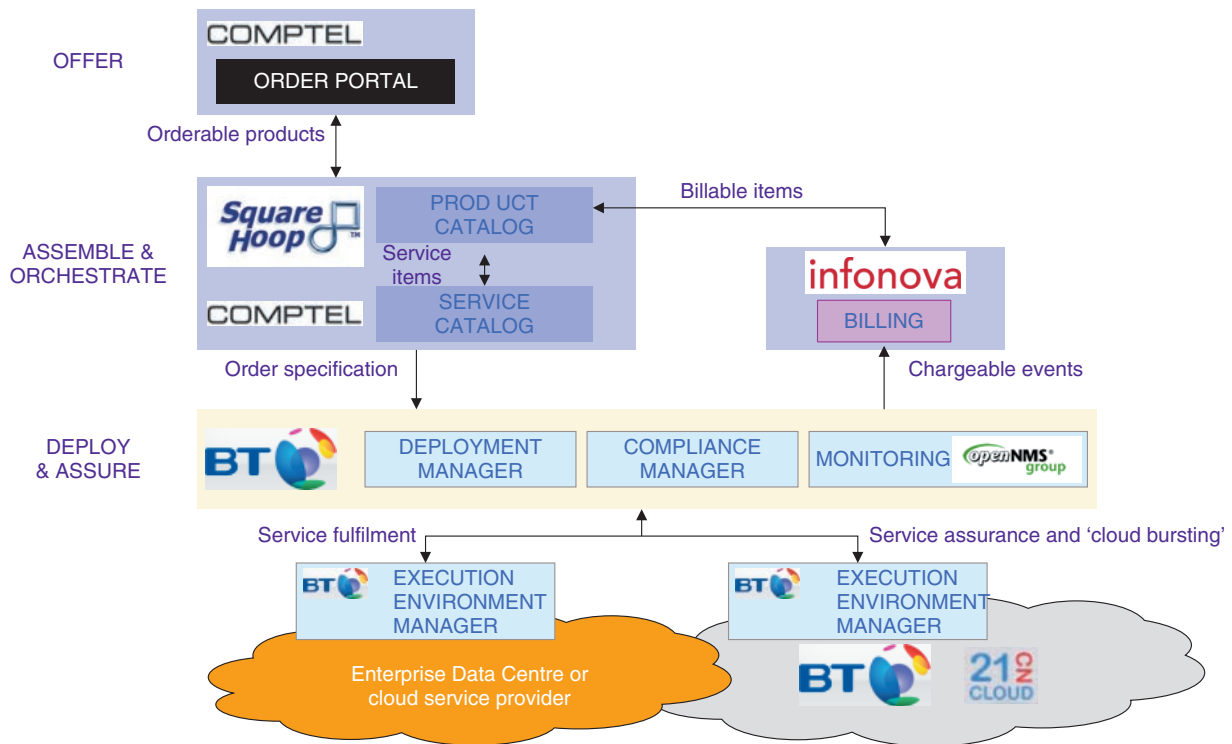 COMPTEL
OFFER
ORDER PORTAL
Orderable products
Square
Hoop
TM
PROD UCT
CATALOG
Billable items
Service
items
ASSEMBLE &
ORCHESTRATE
COMPTEL
SERVICE
CATALOG
infonova
BILLING
Order specification
Chargeable events
DEPLOY
& ASSURE
BT
DEPLOYMENT
MANAGER
COMPLIANCE
MANAGER
MONITORING
openNMS®
group
Service fulfilment
Service assurance and ‘cloud bursting’
BT
EXECUTION
ENVIRONMENT
MANAGER
BT
EXECUTION
ENVIRONMENT
MANAGER
Enterprise Data Centre or
cloud service provider
BT
21
CN
CLOUD